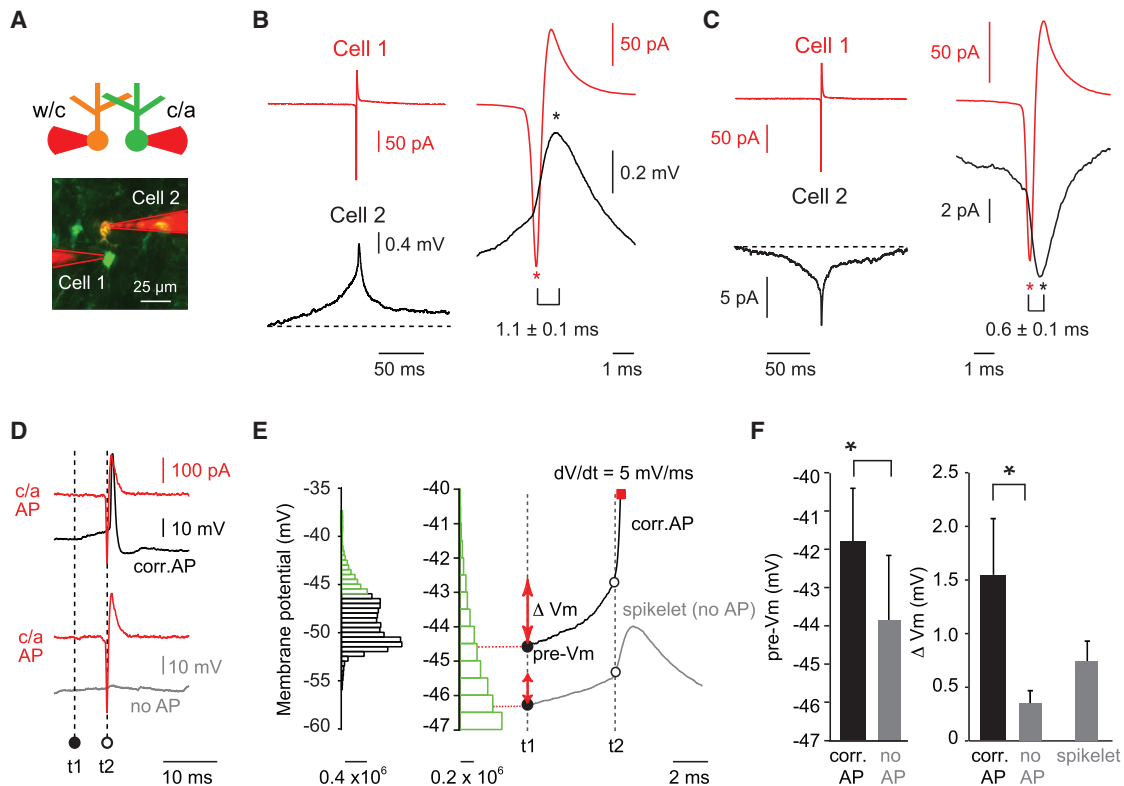 A
w/c
c/a
Cell 2
Cell 1
25 µm
B
Cell 1
50 pA
Cell 2
0.4 mV
50 ms
50 pA
*
0.2 mV
*
1.1 ± 0.1 ms
1 ms
C
Cell 1
50 pA
Cell 2
5 pA
50 ms
50 pA
2 pA
* *
0.6 ± 0.1 ms
1 ms
D
100 pA
c/a
AP
10 mV
corr.AP
c/a
AP
10 mV
no AP
t1 t2
10 ms
E
Membrane potential (mV)
-35
-40
-45
-50
-55
-60
0.4 x10⁶
-40
-41
-42
-43
-44
-45
-46
-47
0.2 x10⁶
dV/dt = 5 mV/ms
corr.AP
Δ Vm
spikelet (no AP)
pre-Vm
t1 t2
2 ms
F
pre-Vm (mV)
-40
-41
-42
-43
-44
-45
-46
-47
*
corr.
AP
no
AP
Δ Vm (mV)
2.5
2.0
1.5
1.0
0.5
0
*
corr.
AP
no
AP
spikelet